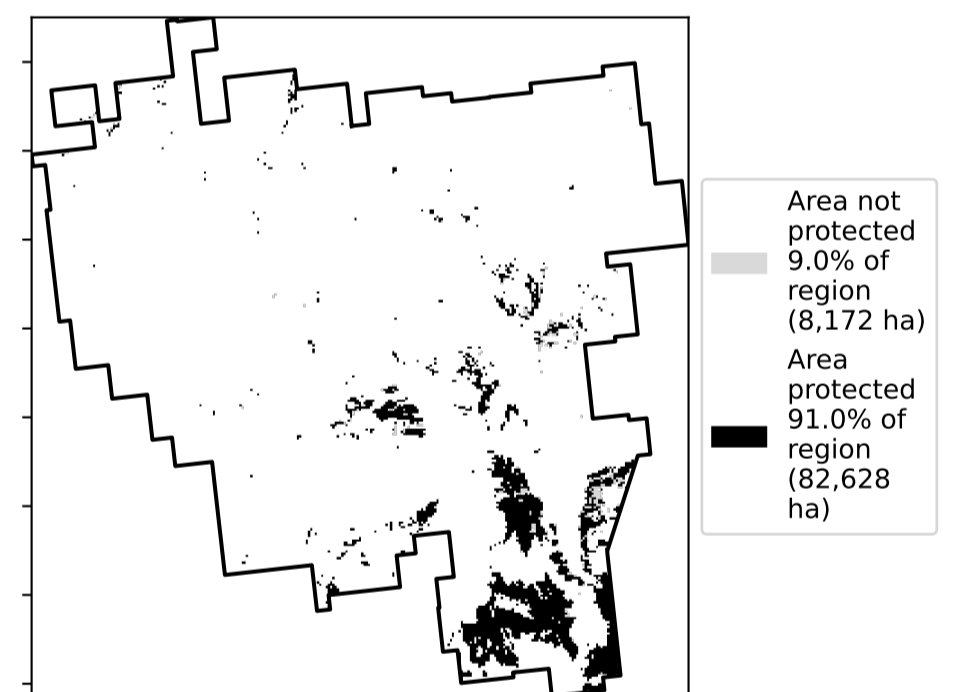 Area not
protected
9.0% of
region
(8,172 ha)
Area
protected
91.0% of
region
(82,628
ha)